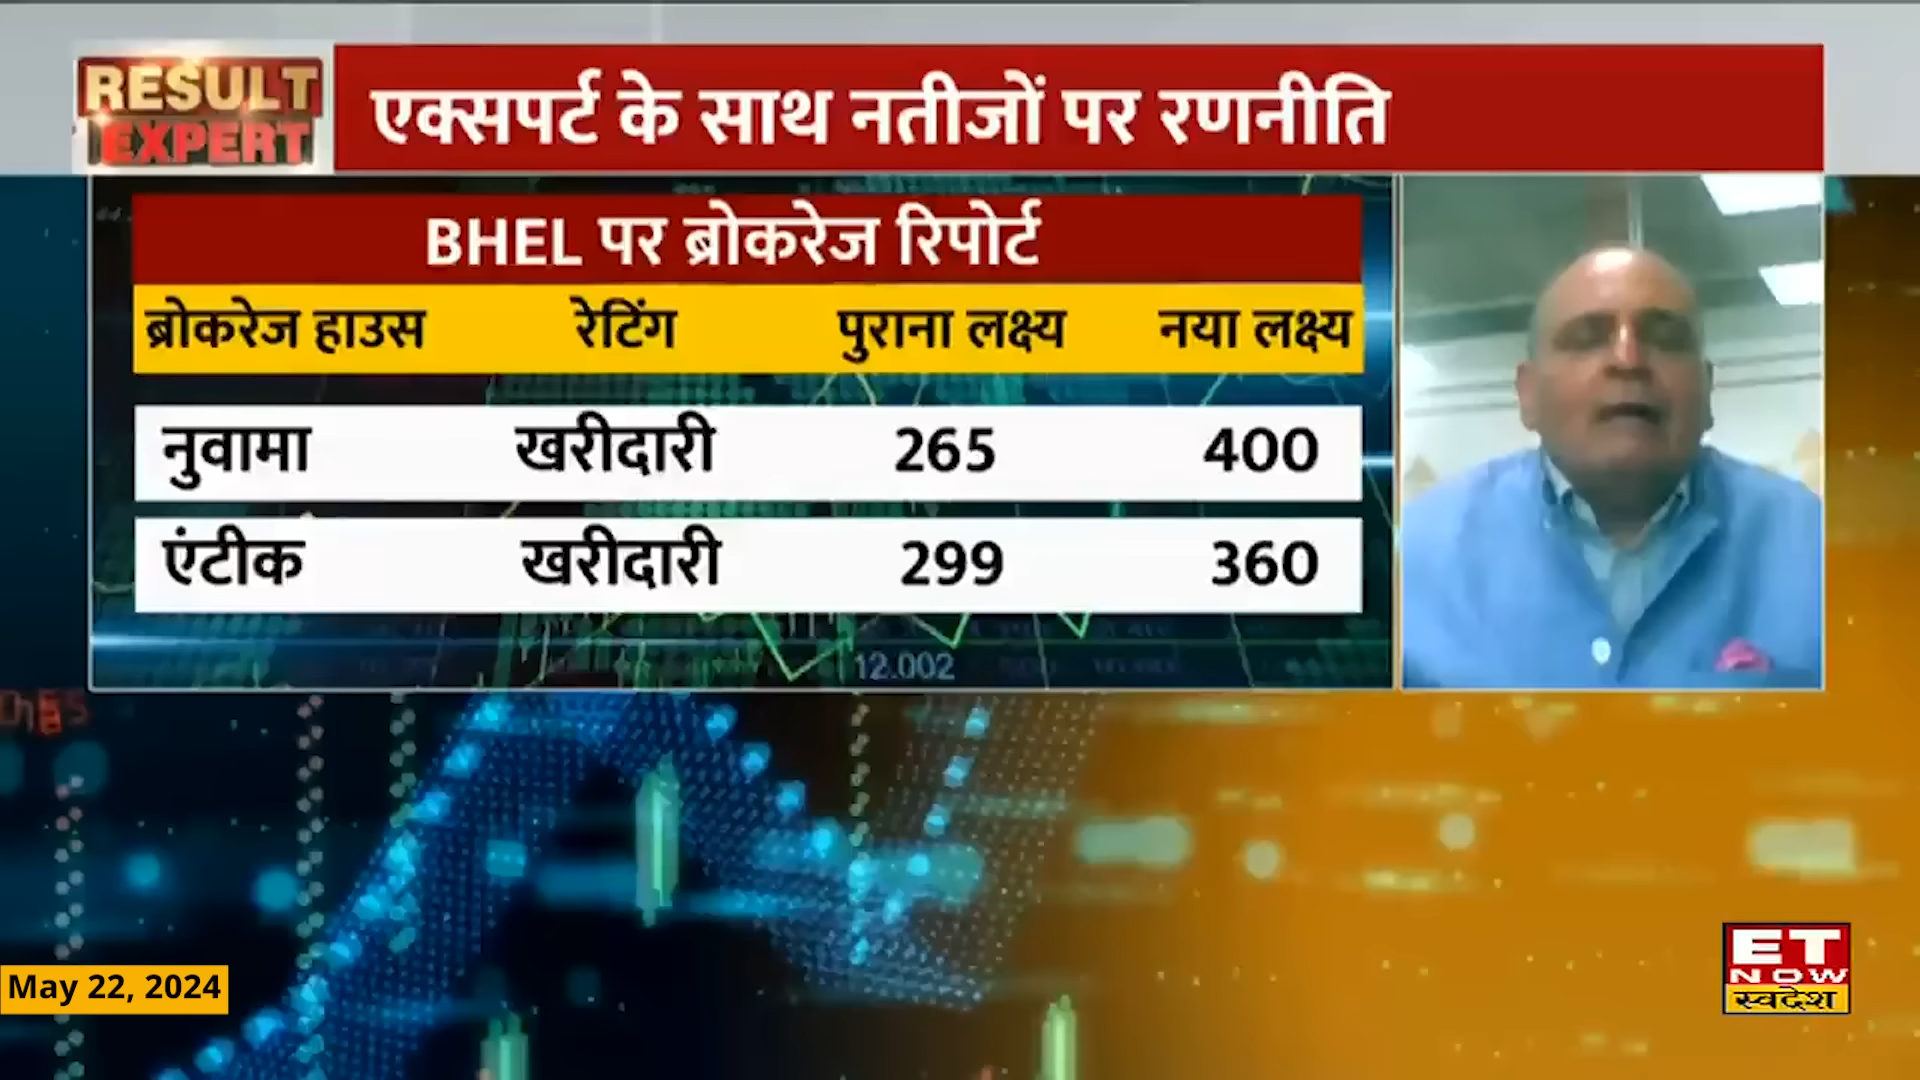 RESULT
EXPERT
एक्सपर्ट के साथ नतीजों पर रणनीति
BHEL पर ब्रोकरेज रिपोर्ट
ब्रोकरेज हाउस रेटिंग पुराना लक्ष्य नया लक्ष्य
नुवामा खरीदारी 265 400
एंटीक खरीदारी 299 360
12.002
May 22, 2024
ET
NOW
स्वदेश